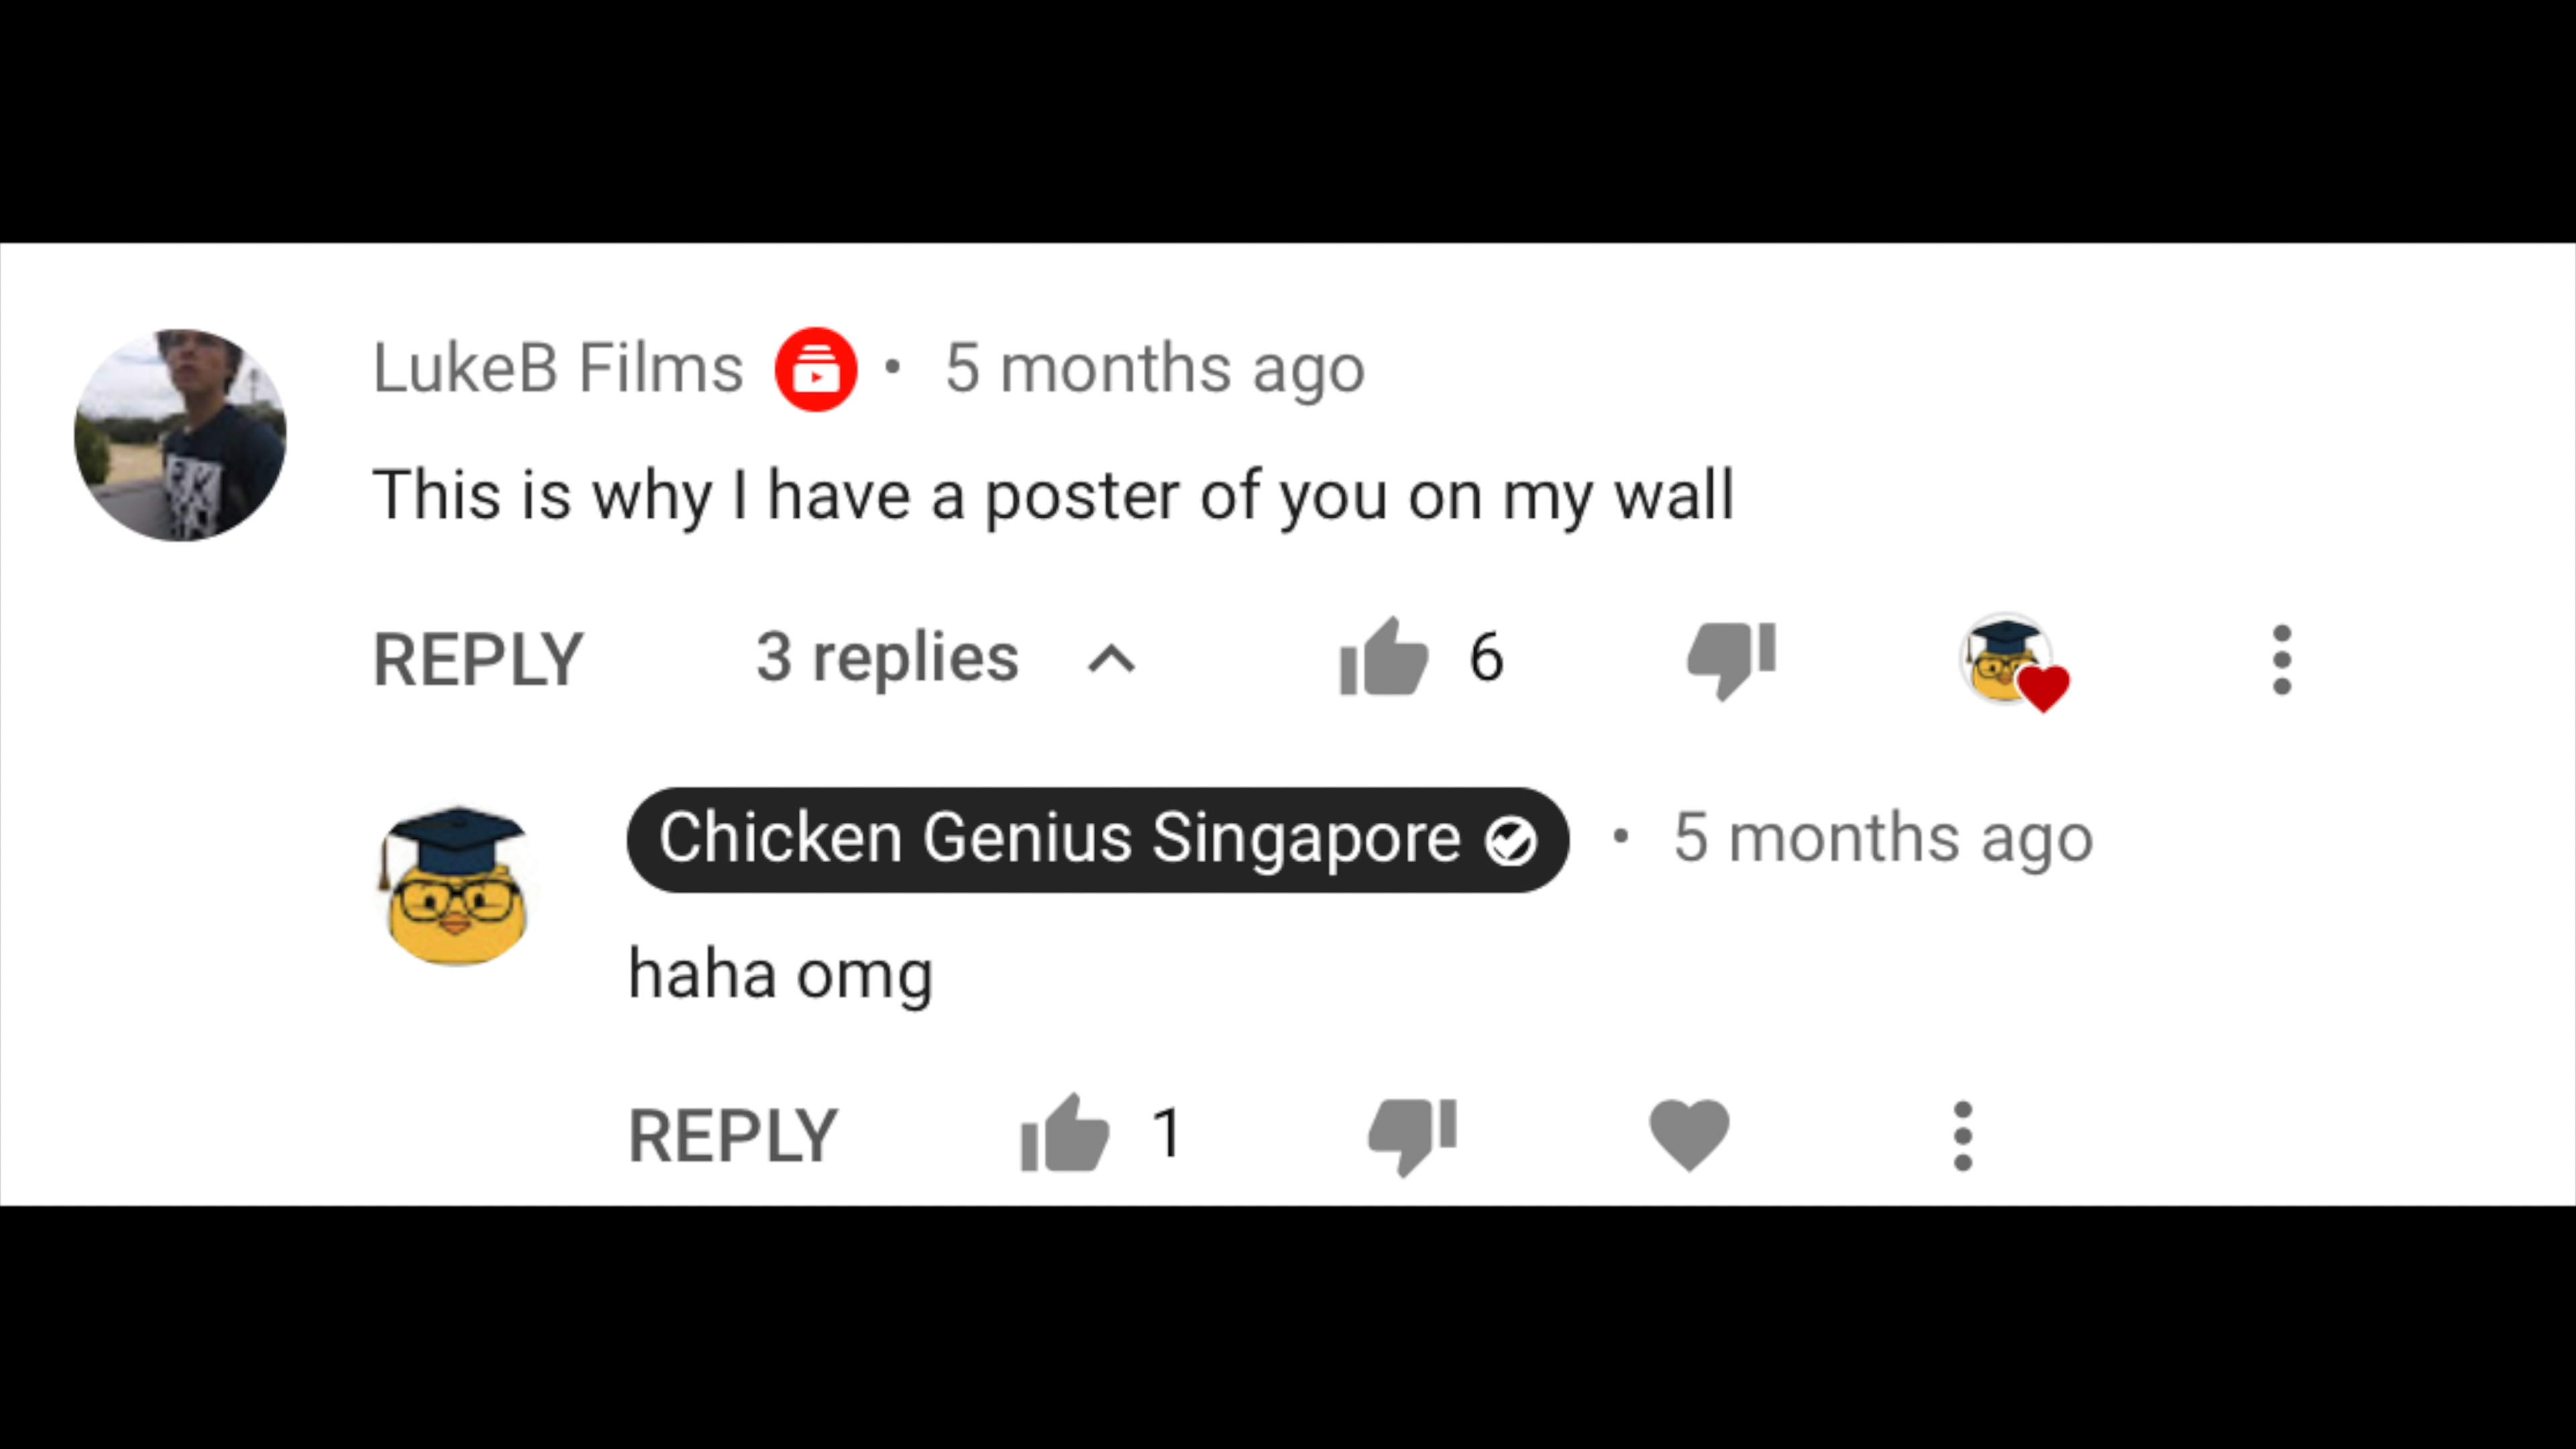 LukeB Films • 5 months ago
This is why I have a poster of you on my wall
REPLY 3 replies 6
Chicken Genius Singapore • 5 months ago
haha omg
REPLY 1